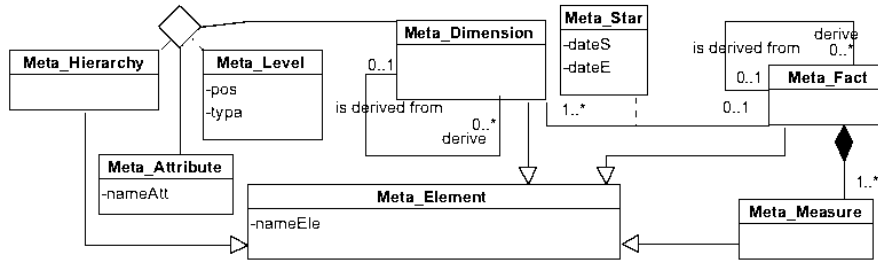 Meta_Hierarchy
Meta_Level
-pos
-typa
Meta_Attribute
-nameAtt
Meta_Dimension
0..1
is derived from
0..*
derive
Meta_Star
-dateS
-dateE
1..*
0..1
derive
is derived from
0..*
0..1
Meta_Fact
Meta_Element
-nameEle
1..*
Meta_Measure